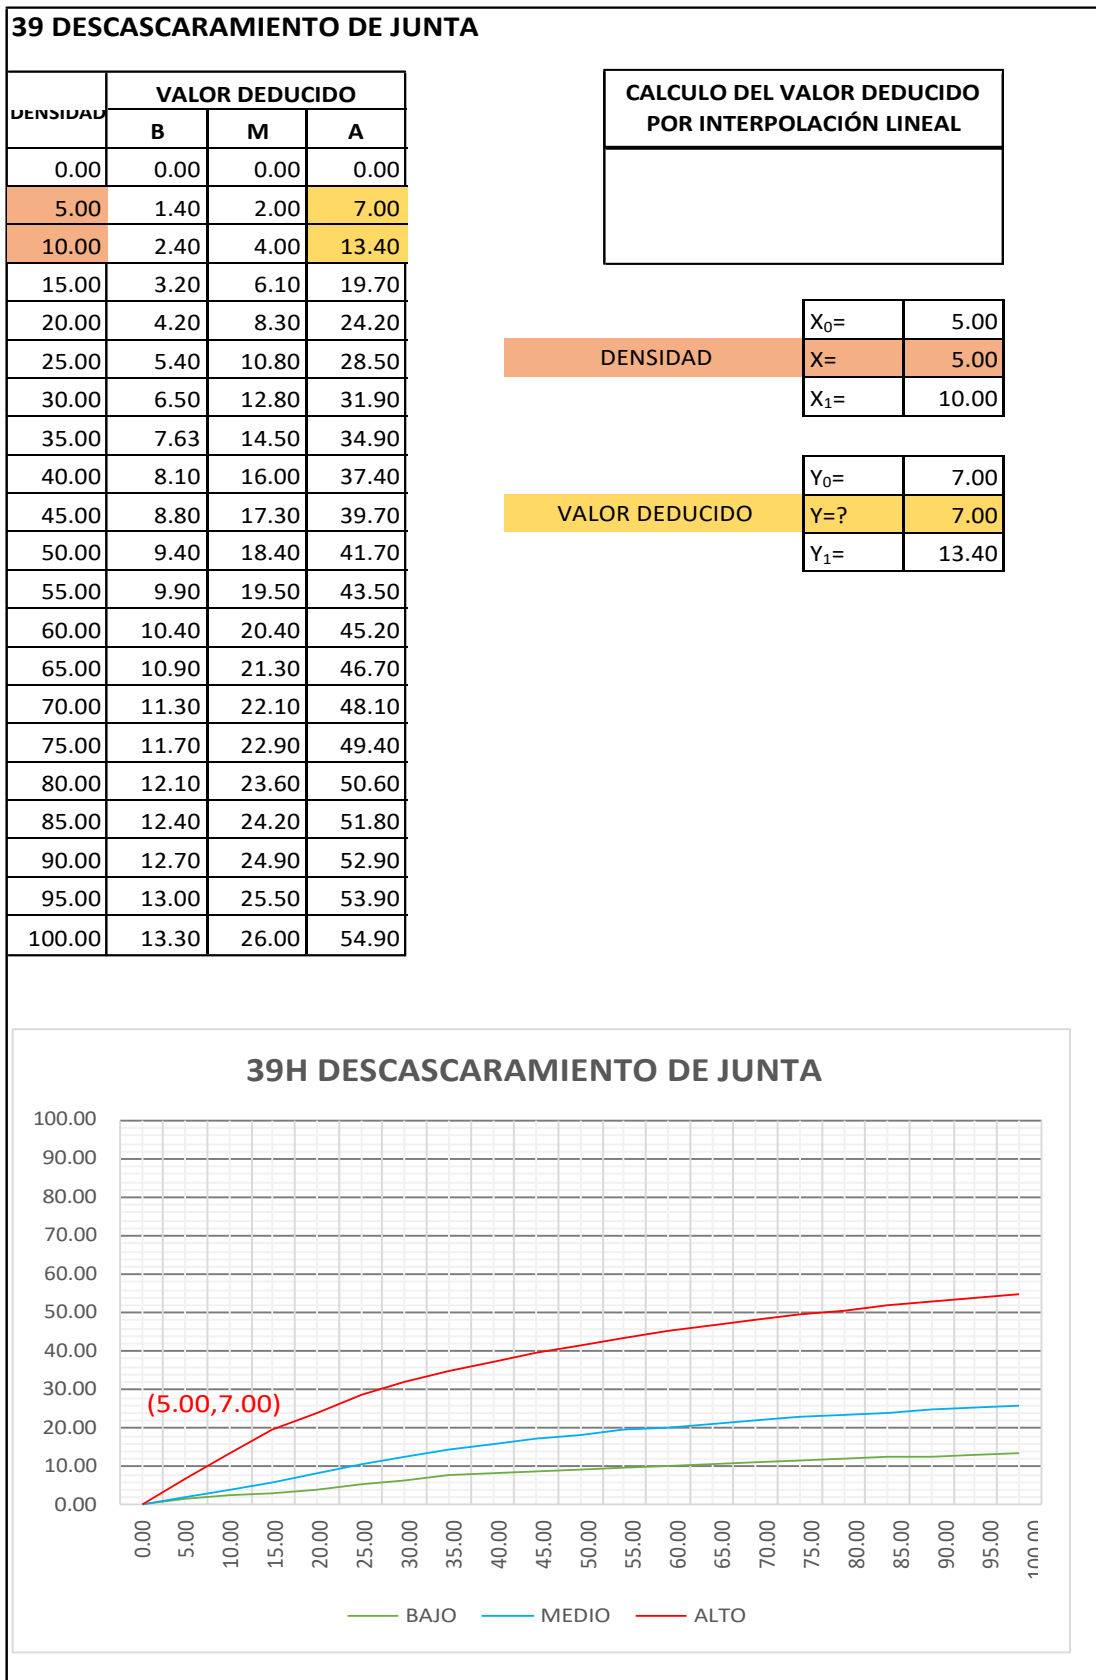 39 DESCASCARAMIENTO DE JUNTA
DENSIDAD VALOR DEDUCIDO
B M A
0.00 0.00 0.00 0.00
5.00 1.40 2.00 7.00
10.00 2.40 4.00 13.40
15.00 3.20 6.10 19.70
20.00 4.20 8.30 24.20
25.00 5.40 10.80 28.50
30.00 6.50 12.80 31.90
35.00 7.63 14.50 34.90
40.00 8.10 16.00 37.40
45.00 8.80 17.30 39.70
50.00 9.40 18.40 41.70
55.00 9.90 19.50 43.50
60.00 10.40 20.40 45.20
65.00 10.90 21.30 46.70
70.00 11.30 22.10 48.10
75.00 11.70 22.90 49.40
80.00 12.10 23.60 50.60
85.00 12.40 24.20 51.80
90.00 12.70 24.90 52.90
95.00 13.00 25.50 53.90
100.00 13.30 26.00 54.90
CALCULO DEL VALOR DEDUCIDO
POR INTERPOLACIÓN LINEAL
X₀= 5.00
DENSIDAD X= 5.00
X₁= 10.00
Y₀= 7.00
VALOR DEDUCIDO Y=? 7.00
Y₁= 13.40
39H DESCASCARAMIENTO DE JUNTA
100.00
90.00
80.00
70.00
60.00
50.00
40.00
30.00
20.00
10.00
0.00
(5.00,7.00)
0.00 5.00 10.00 15.00 20.00 25.00 30.00 35.00 40.00 45.00 50.00 55.00 60.00 65.00 70.00 75.00 80.00 85.00 90.00 95.00 100.00
BAJO MEDIO ALTO